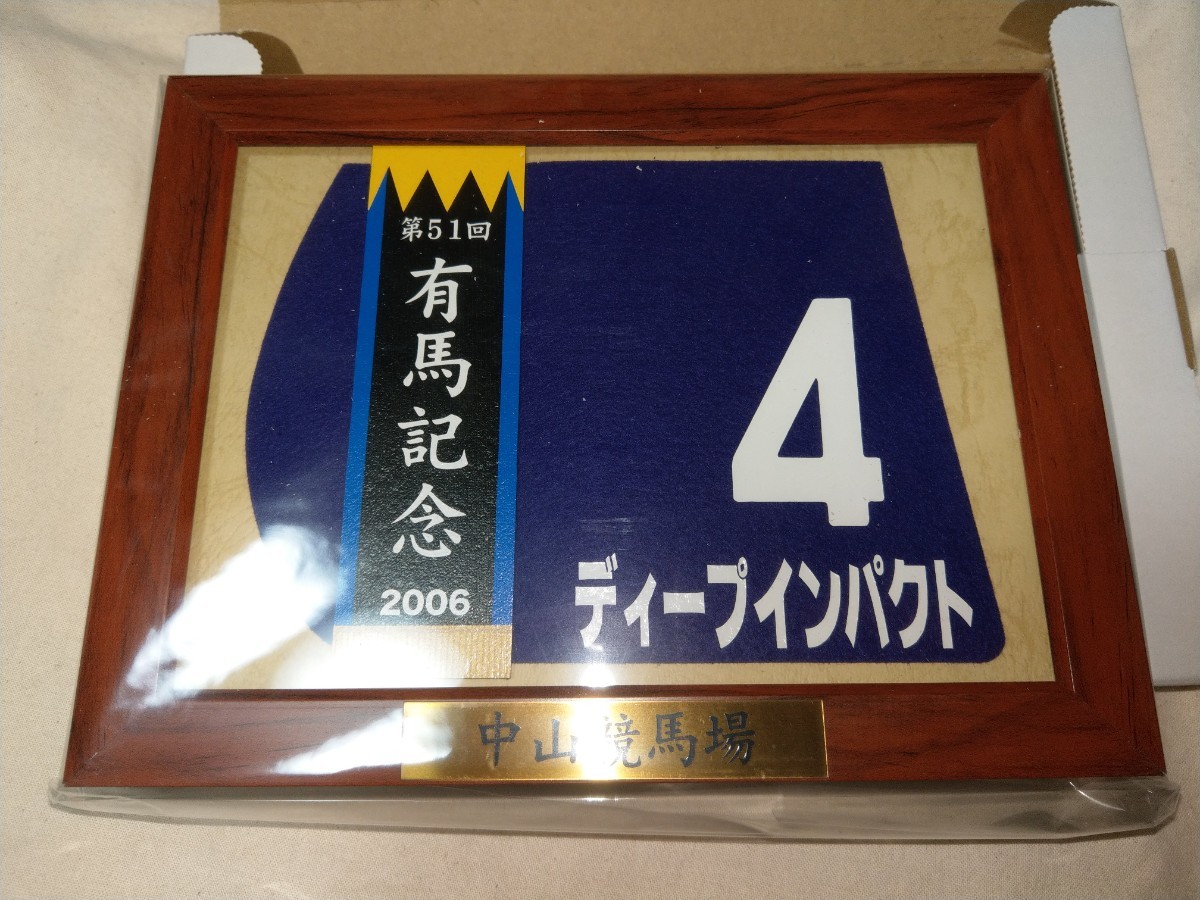 第51回
有馬記念
2006
4
ディープインパクト
中山競馬場